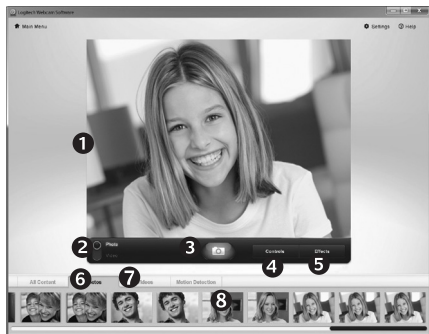 Logitech Webcam Software
Main Menu
Settings
Help
1
2
Photo
Video
3
Controls
Effects
4
5
6
7
All Content
Motion Detection
8